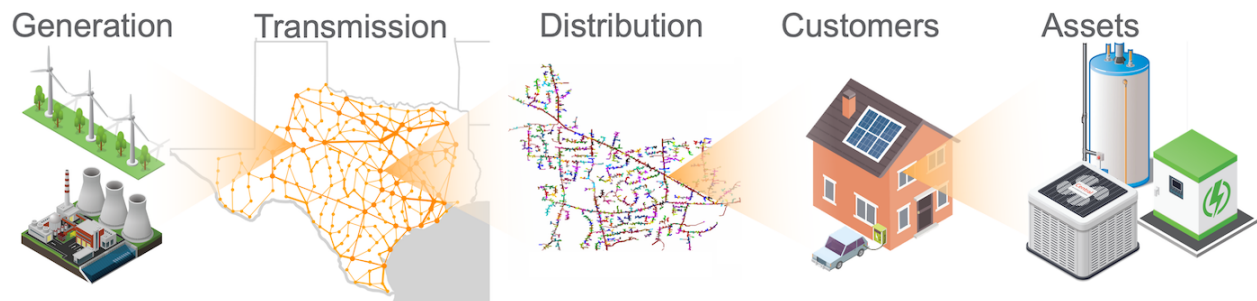 Generation
Transmission
Distribution
Customers
Assets